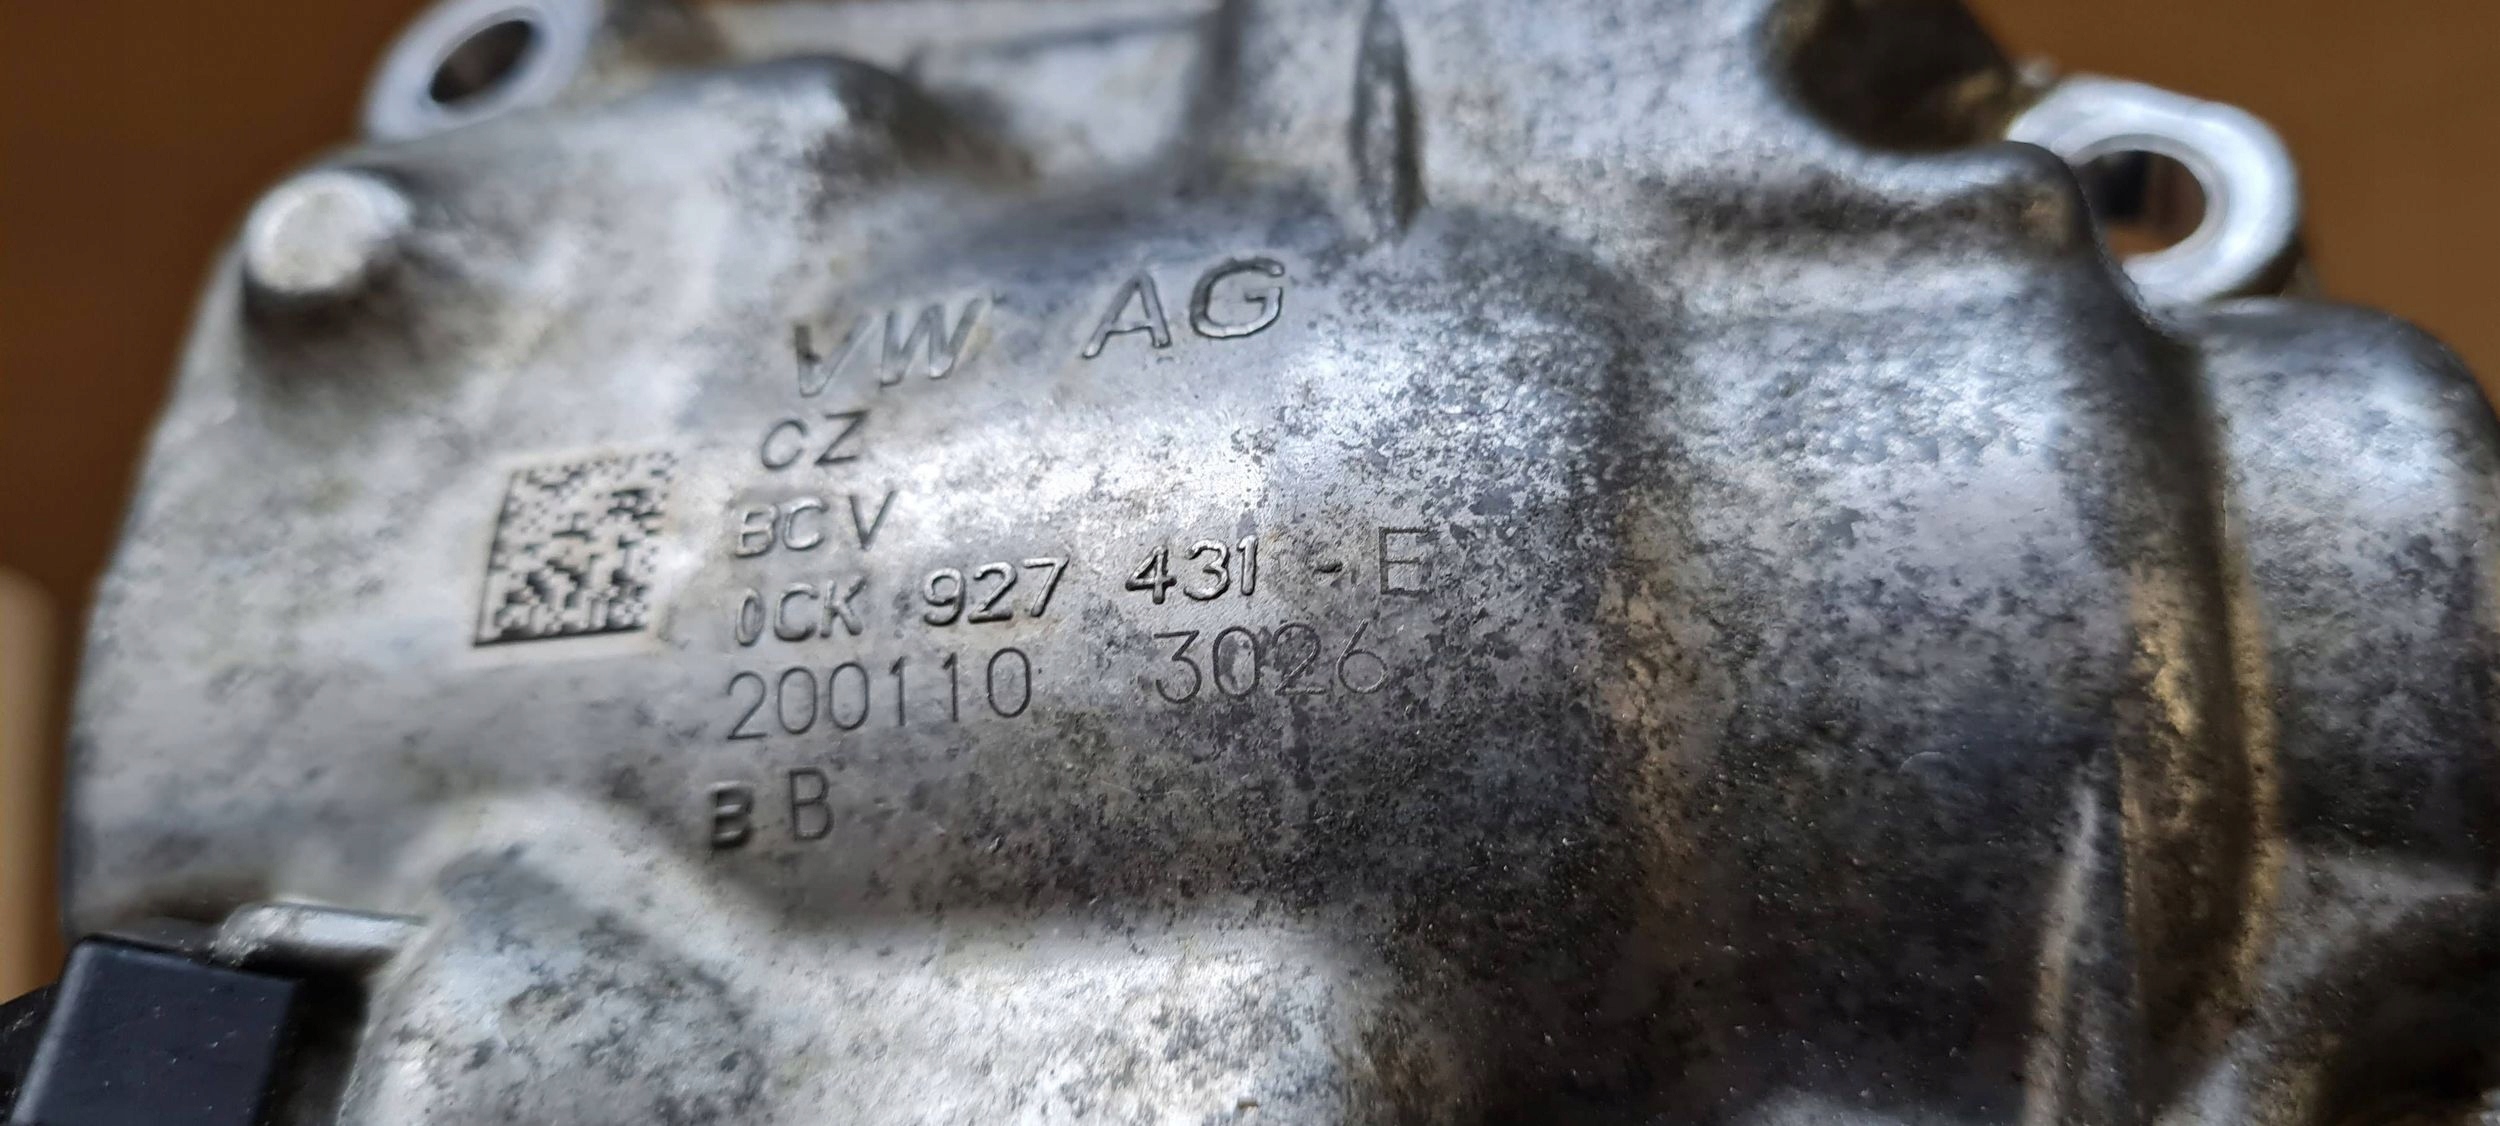 VW AG
CZ
BCV
0CK 927 431 - E
200110 3026
B B